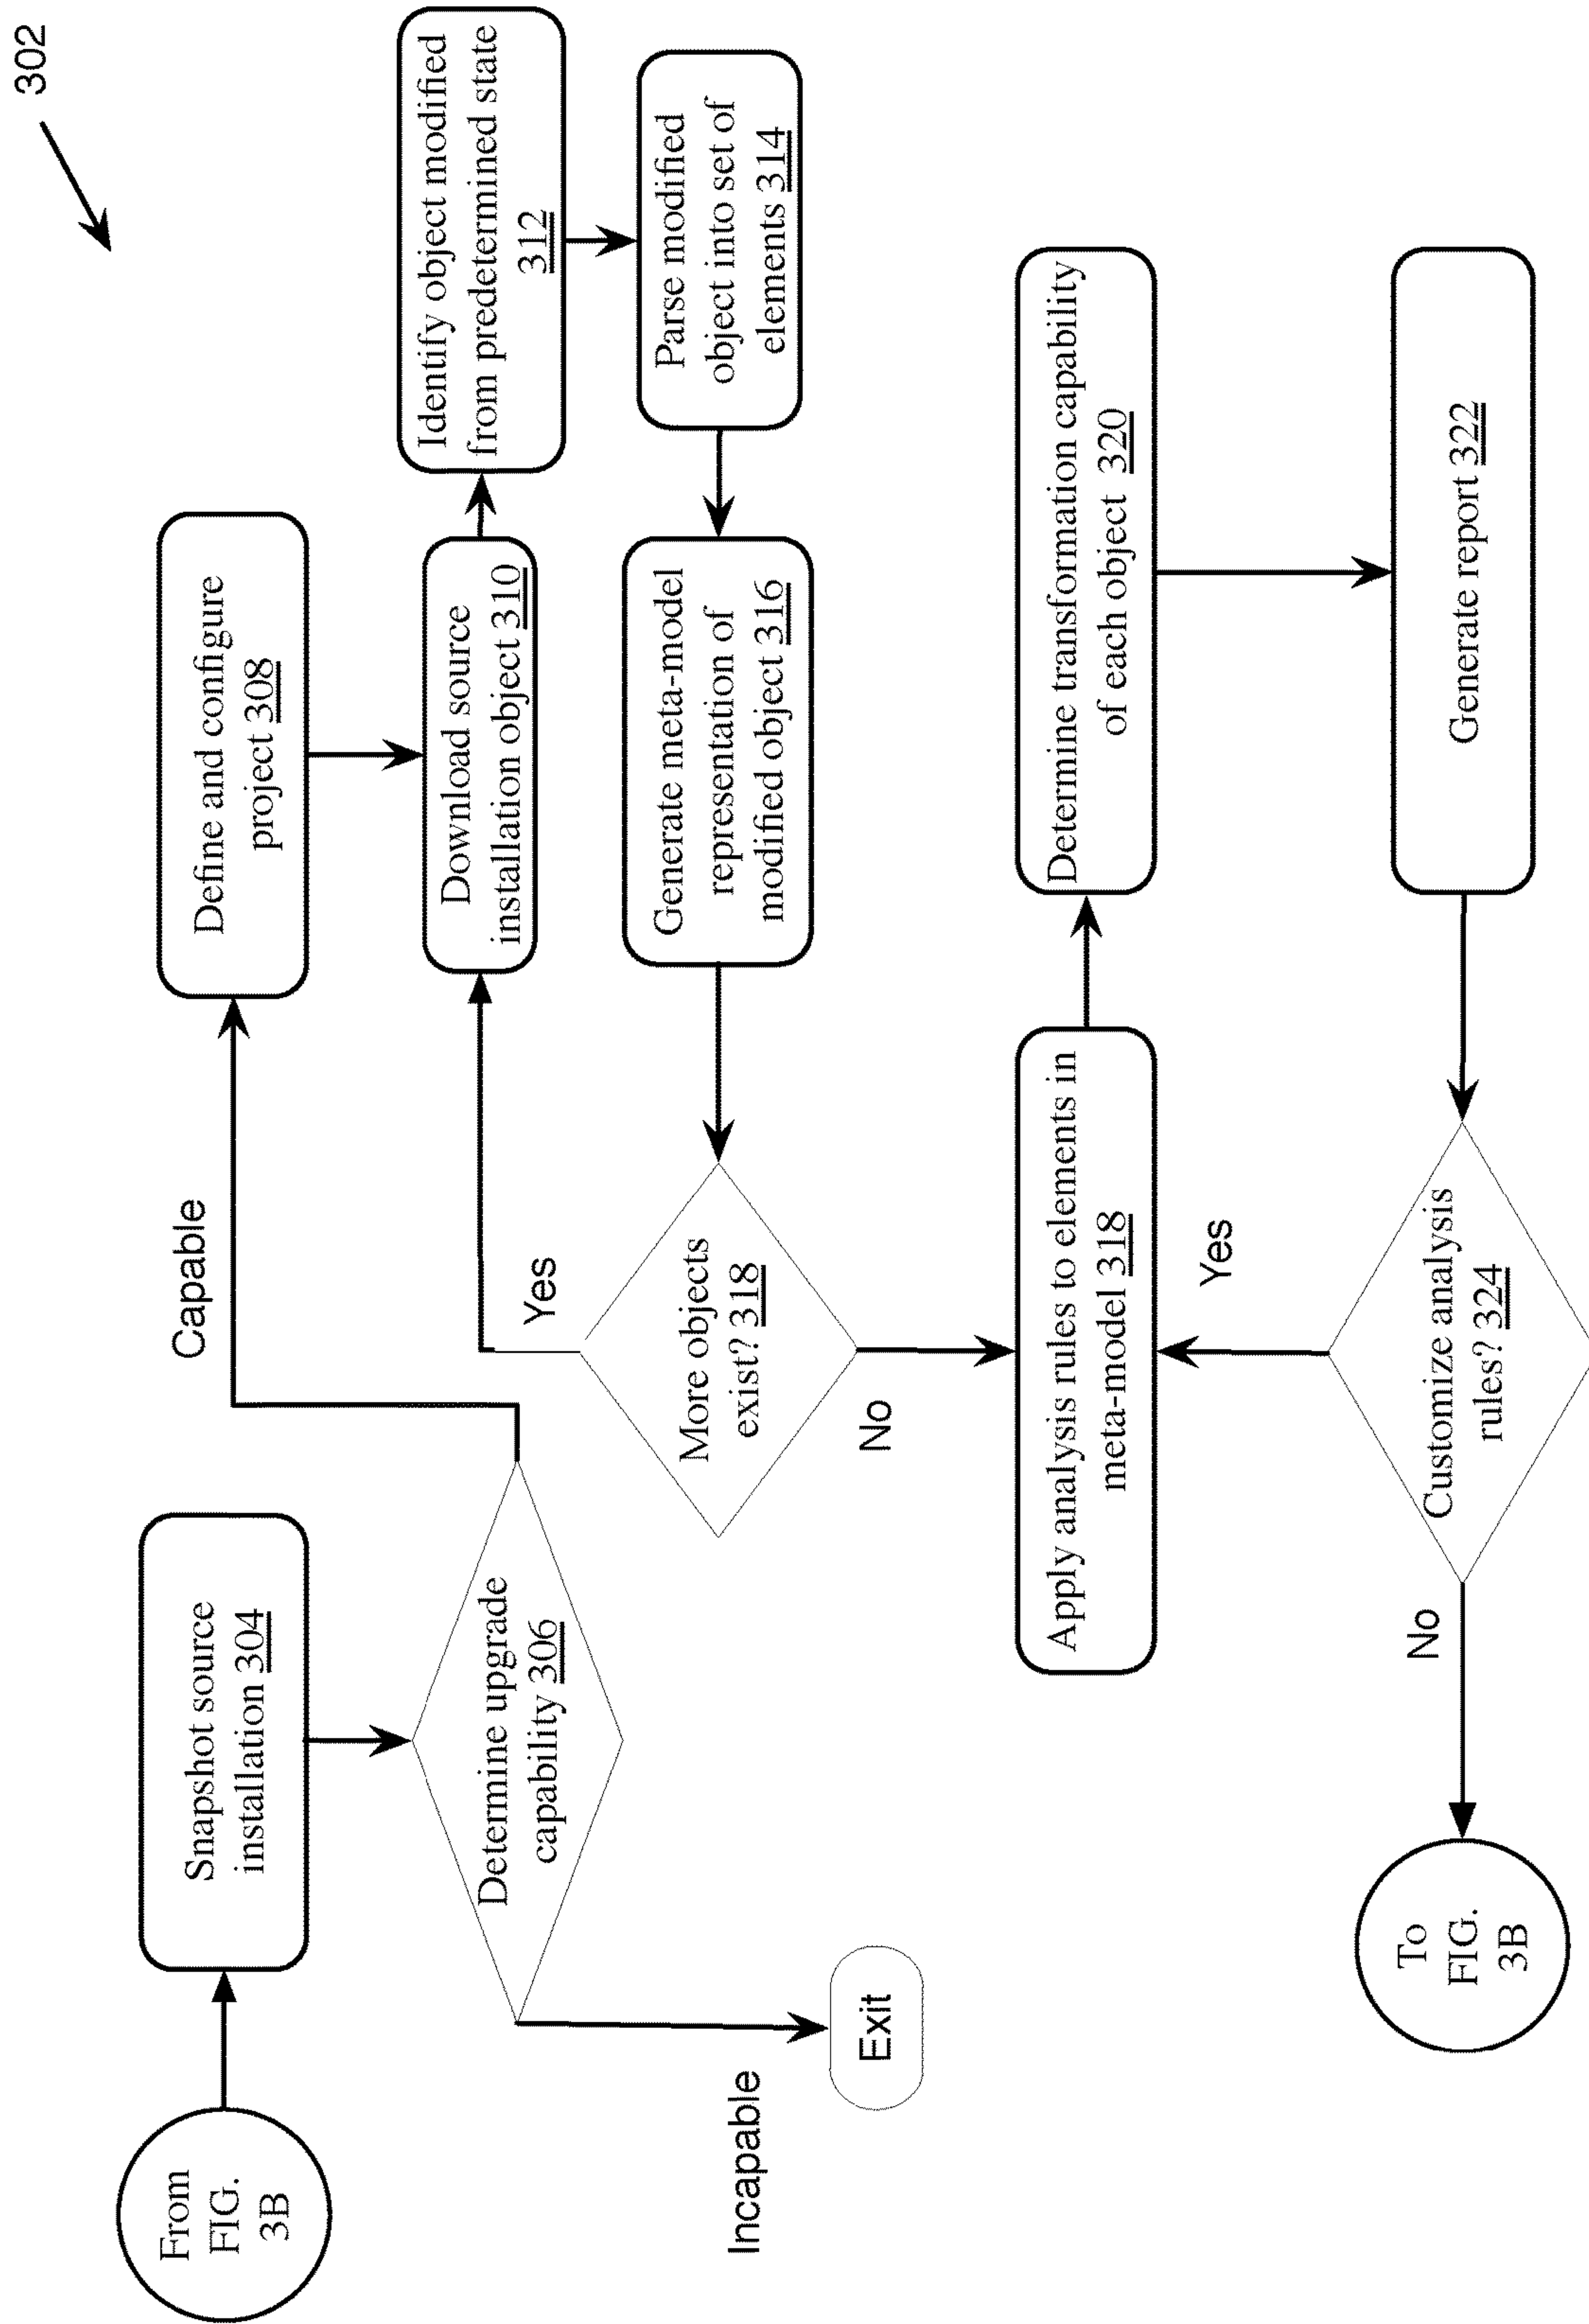 302
From
FIG.
3B
Snapshot source
installation 304
Determine upgrade
capability 306
Incapable
Exit
Capable
Define and configure
project 308
Download source
installation object 310
Identify object modified
from predetermined state
312
Parse modified
object into set of
elements 314
Generate meta-model
representation of
modified object 316
More objects
exist? 318
Yes
No
Apply analysis rules to elements in
meta-model 318
Determine transformation capability
of each object 320
Generate report 322
Customize analysis
rules? 324
Yes
No
To
FIG.
3B